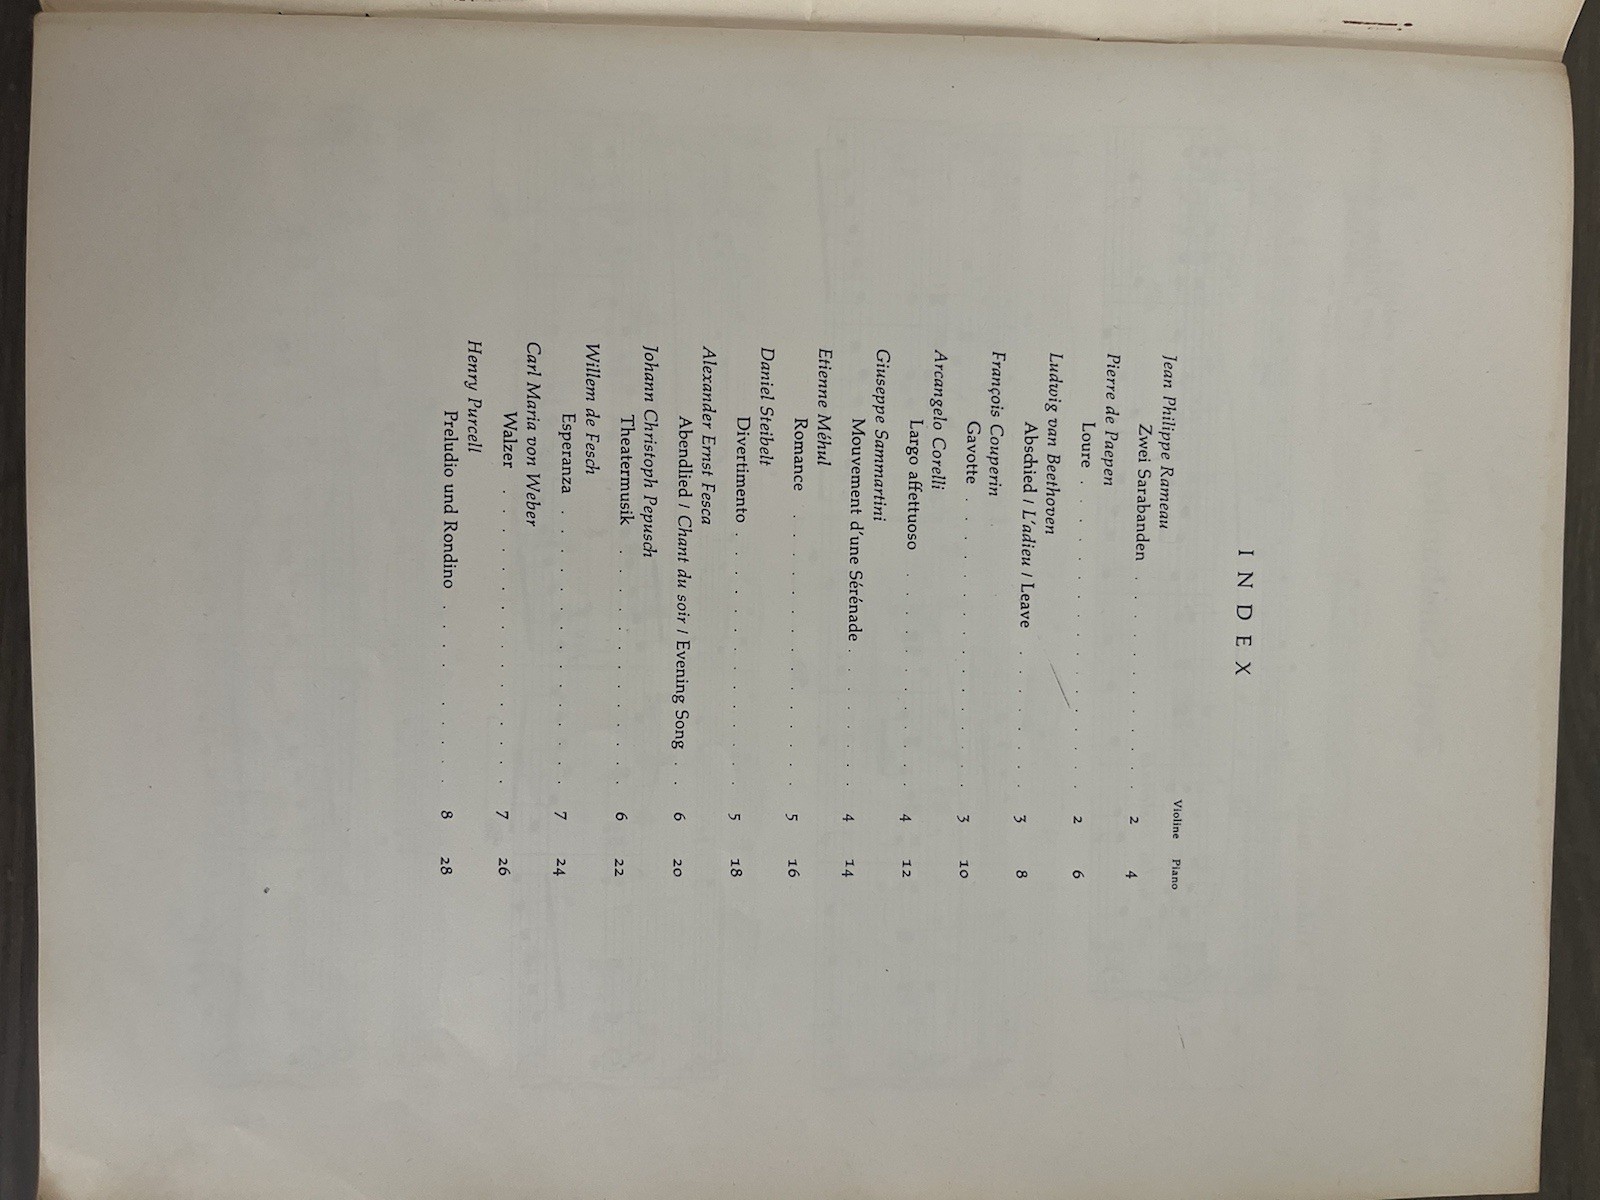 INDEX
Violine Piano
Jean Philippe Rameau
Zwei Sarabanden . . . . . . . . . 2 4
Pierre de Paepen
Loure . . . . . . . . . . . . 2 6
Ludwig van Beethoven
Abschied / L'adieu / Leave . . . . . . 3 8
François Couperin
Gavotte . . . . . . . . . . . . 3 10
Arcangelo Corelli
Largo affettuoso . . . . . . . . . 4 12
Giuseppe Sammartini
Mouvement d'une Sérénade . . . . . . 4 14
Etienne Méhul
Romance . . . . . . . . . . . 5 16
Daniel Steibelt
Divertimento . . . . . . . . . . 5 18
Alexander Ernst Fesca
Abendlied / Chant du soir / Evening Song . . 6 20
Johann Christoph Pepusch
Theatermusik . . . . . . . . . . 6 22
Willem de Fesch
Esperanza . . . . . . . . . . . 7 24
Carl Maria von Weber
Walzer . . . . . . . . . . . . 7 26
Henry Purcell
Preludio und Rondino . . . . . . . . 8 28